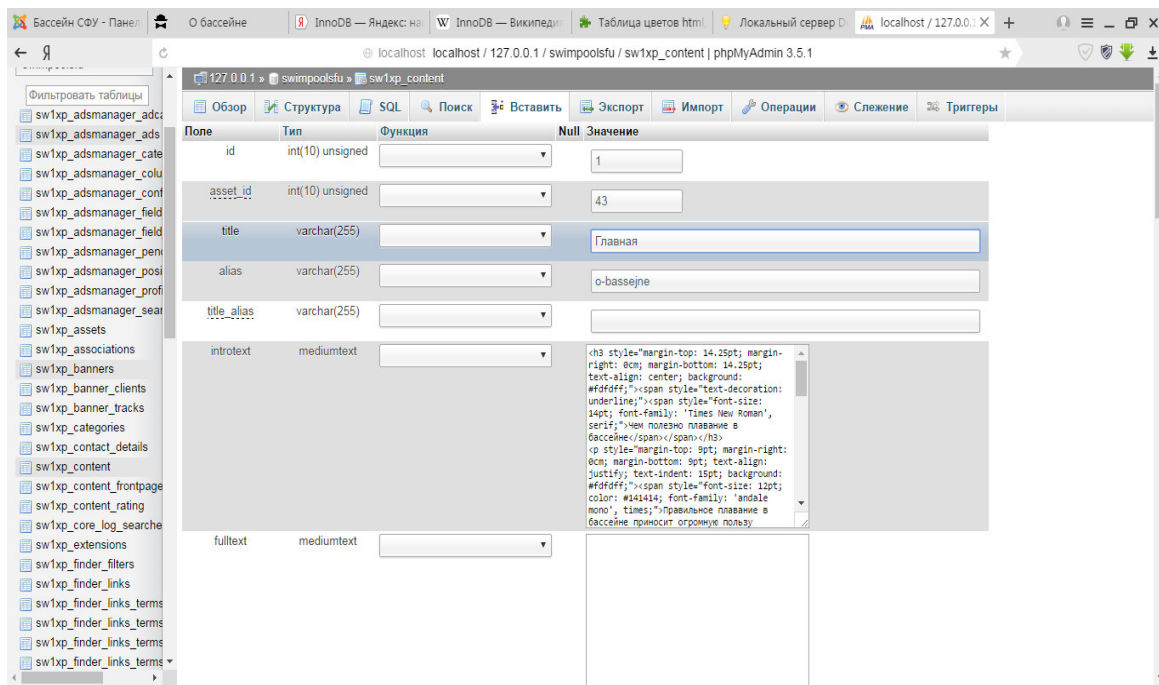 Бассейн СФУ - Панел
О бассейне
InnoDB — Яндекс: на
InnoDB — Википеди
Таблица цветов html
Локальный сервер D
localhost / 127.0.0.1
localhost localhost / 127.0.0.1 / swimpoolsfu / sw1xp_content | phpMyAdmin 3.5.1
127.0.0.1 » swimpoolsfu » sw1xp_content
Обзор Структура SQL Поиск Вставить Экспорт Импорт Операции Слежение Триггеры
Фильтровать таблицы
sw1xp_adsmanager_adca
sw1xp_adsmanager_ads
sw1xp_adsmanager_cate
sw1xp_adsmanager_colu
sw1xp_adsmanager_conf
sw1xp_adsmanager_field
sw1xp_adsmanager_field
sw1xp_adsmanager_pend
sw1xp_adsmanager_posi
sw1xp_adsmanager_profi
sw1xp_adsmanager_sear
sw1xp_assets
sw1xp_associations
sw1xp_banners
sw1xp_banner_clients
sw1xp_banner_tracks
sw1xp_categories
sw1xp_contact_details
sw1xp_content
sw1xp_content_frontpage
sw1xp_content_rating
sw1xp_core_log_searche
sw1xp_extensions
sw1xp_finder_filters
sw1xp_finder_links
sw1xp_finder_links_terms
sw1xp_finder_links_terms
sw1xp_finder_links_terms
sw1xp_finder_links_terms
Поле Тип Функция Null Значение
id int(10) unsigned 1
asset_id int(10) unsigned 43
title varchar(255) Главная
alias varchar(255) o-bassejne
title_alias varchar(255)
introtext mediumtext
<h3 style="margin-top: 14.25pt; margin-
right: 0cm; margin-bottom: 14.25pt;
text-align: center; background:
#fdfdff;"><span style="text-decoration:
underline;"><span style="font-size:
14pt; font-family: 'Times New Roman',
serif;">Чем полезно плавание в
бассейне</span></span></h3>
<p style="margin-top: 9pt; margin-right:
0cm; margin-bottom: 9pt; text-align:
justify; text-indent: 15pt; background:
#fdfdff;"><span style="font-size: 12pt;
color: #141414; font-family: 'andale
mono', times;">Правильное плавание в
бассейне приносит огромную пользу
fulltext mediumtext